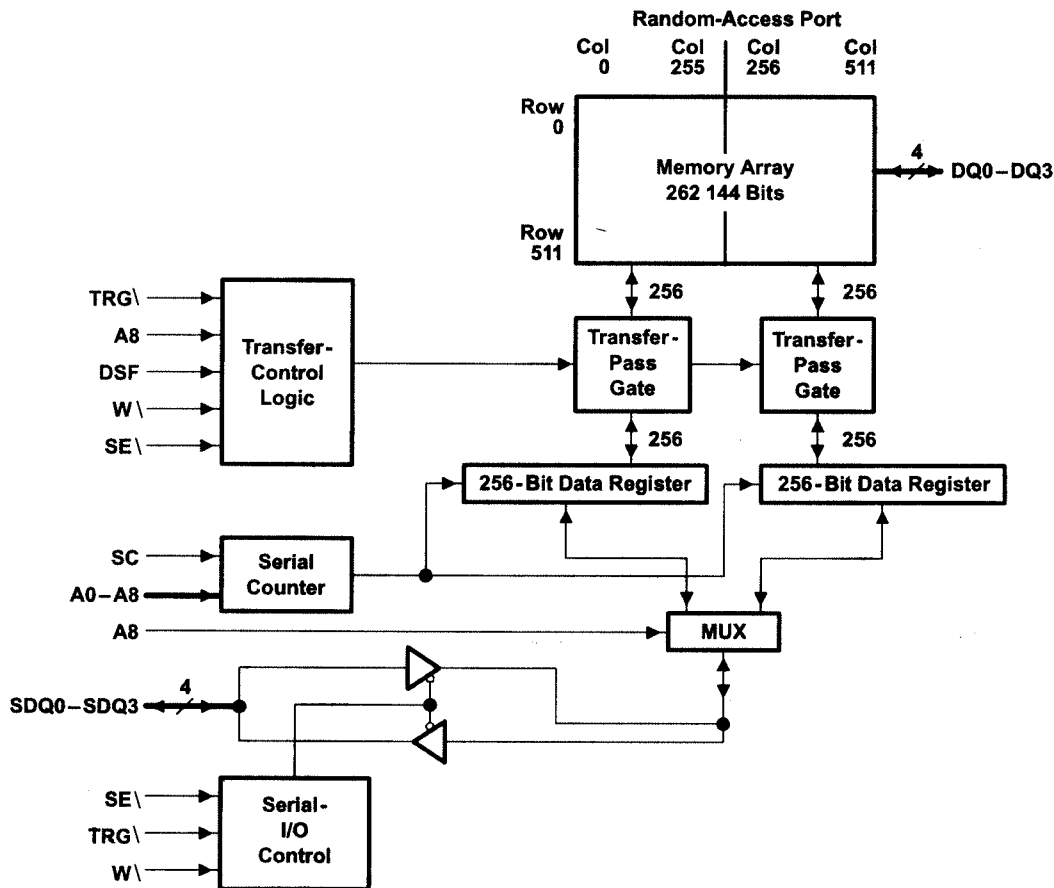 Random-Access Port
Col 0
Col 255
Col 256
Col 511
Row 0
Memory Array
262 144 Bits
4
DQ0–DQ3
Row 511
256
256
TRG\
A8
DSF
W\
SE\
Transfer-
Control
Logic
Transfer-
Pass
Gate
Transfer-
Pass
Gate
256
256
256-Bit Data Register
256-Bit Data Register
SC
A0–A8
Serial
Counter
A8
MUX
SDQ0–SDQ3
4
SE\
TRG\
W\
Serial-
I/O
Control